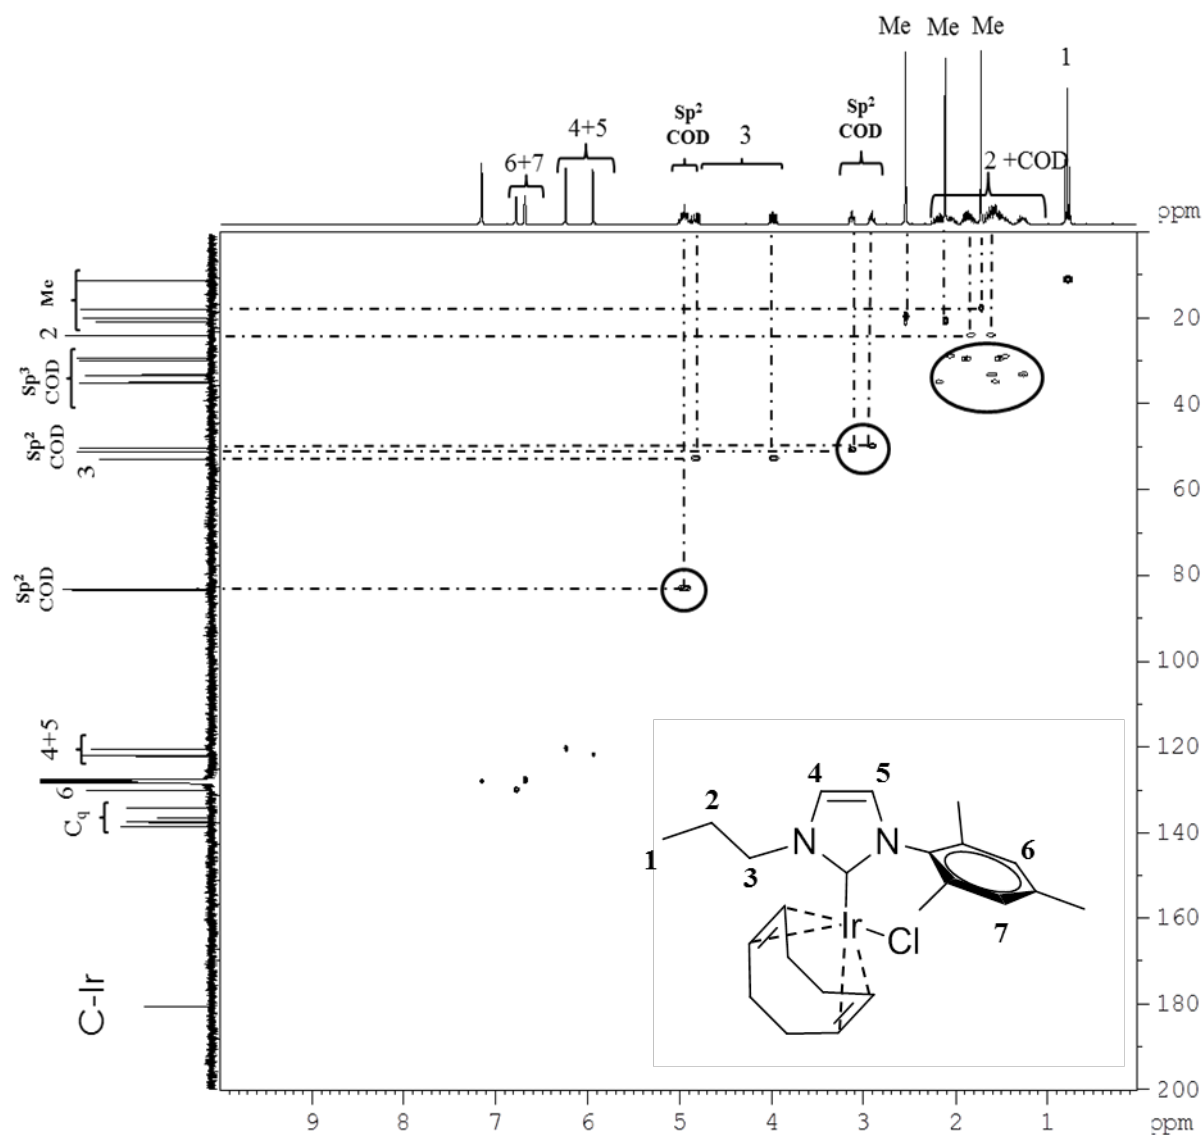 Me Me Me
1
Sp² COD
Sp² COD
3
4+5
6+7
2 +COD
ppm
Me
2
Sp³ COD
Sp² COD
3
Sp² COD
4+5
6
Cq
C-Ir
20
40
60
80
100
120
140
160
180
200
4 5
2
N N
1
3
6
Ir
Cl
7
9 8 7 6 5 4 3 2 1 ppm